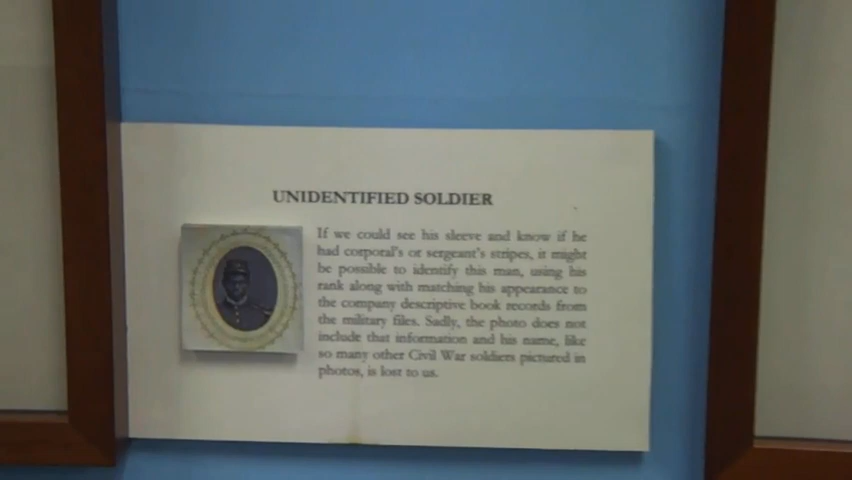 UNIDENTIFIED SOLDIER
If we could see his sleeve and know if he
had corporal's or sergeant's stripes, it might
be possible to identify this man, using his
rank along with matching his appearance to
the company descriptive book records from
the military files. Sadly, the photo does not
include that information and his name, like
so many other Civil War soldiers pictured in
photos, is lost to us.